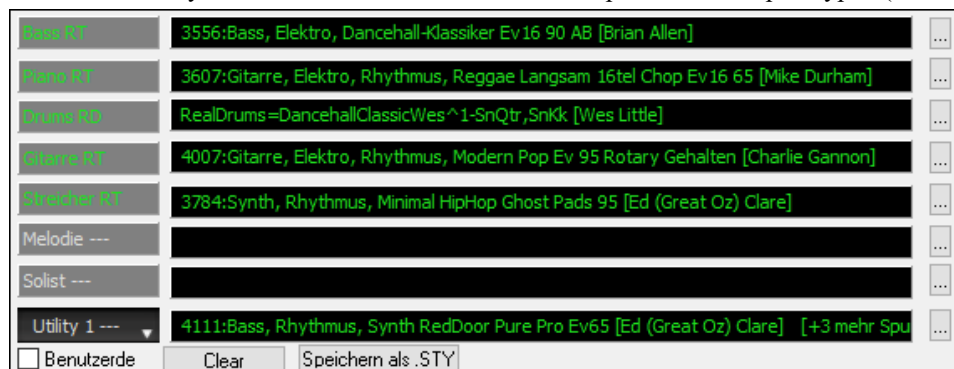 Bass RT 3556:Bass, Elektro, Dancehall-Klassiker Ev16 90 AB [Brian Allen] ...
Piano RT 3607:Gitarre, Elektro, Rhythmus, Reggae Langsam 16tel Chop Ev16 65 [Mike Durham] ...
Drums RD RealDrums=DancehallClassicWes^1-SnQtr,SnKk [Wes Little] ...
Gitarre RT 4007:Gitarre, Elektro, Rhythmus, Modern Pop Ev 95 Rotary Gehalten [Charlie Gannon] ...
Streicher RT 3784:Synth, Rhythmus, Minimal HipHop Ghost Pads 95 [Ed (Great Oz) Clare] ...
Melodie --- ...
Solist --- ...
Utility 1 --- 4111:Bass, Rhythmus, Synth RedDoor Pure Pro Ev65 [Ed (Great Oz) Clare] [+3 mehr Spu ...
Benutzerde Clear Speichern als .STY